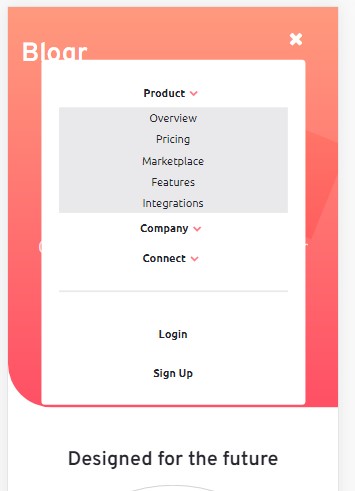 Blogr
Product
Overview
Pricing
Marketplace
Features
Integrations
Company
Connect
Login
Sign Up
Designed for the future